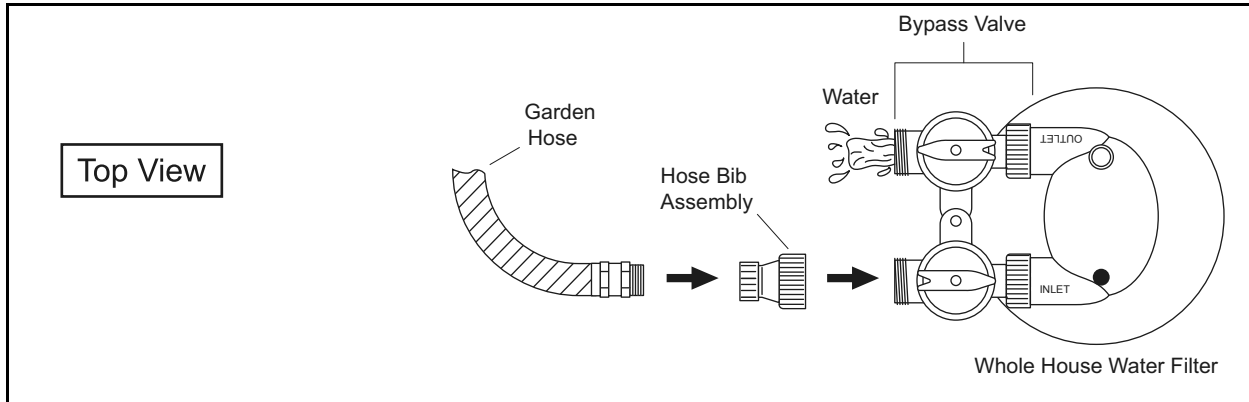 Bypass Valve
Water
Garden
Hose
Top View
Hose Bib
Assembly
OUTLET
INLET
Whole House Water Filter